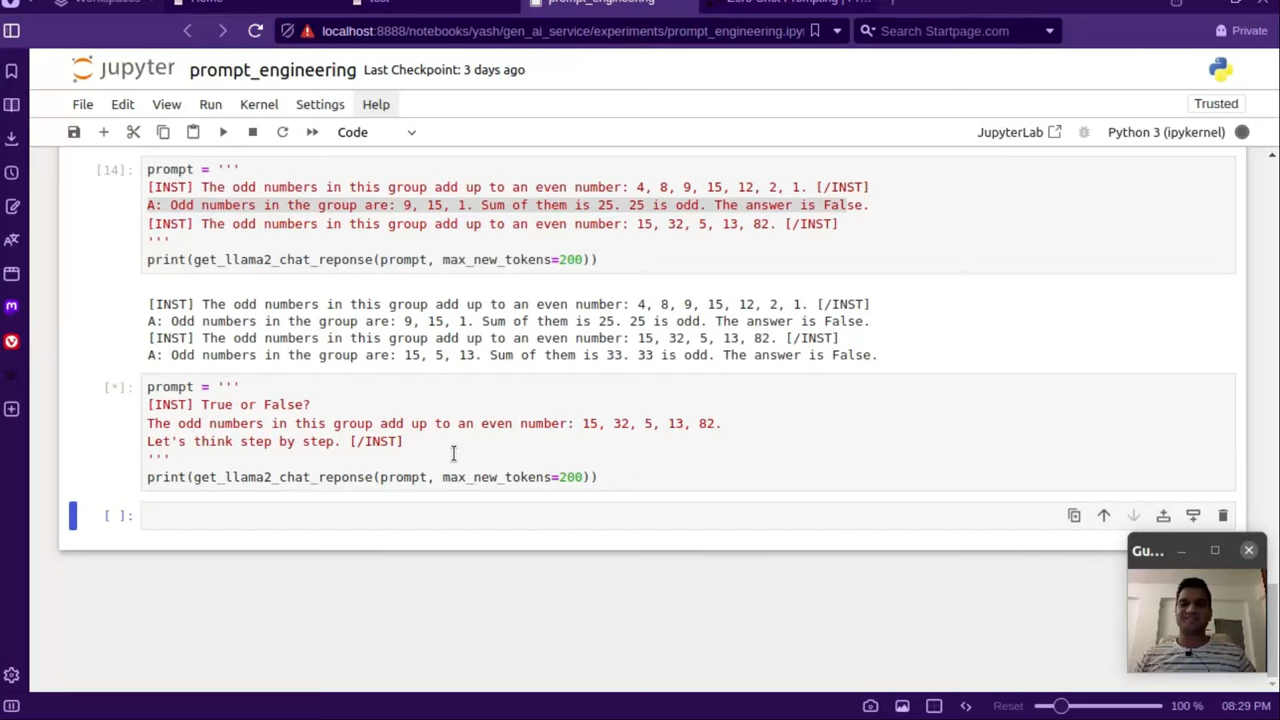 Workspaces
Home
test
prompt_engineering
Zero-Shot Prompting | Pr...
localhost:8888/notebooks/yash/gen_ai_service/experiments/prompt_engineering.ipyn
Search Startpage.com
Private
jupyter
prompt_engineering
Last Checkpoint: 3 days ago
File
Edit
View
Run
Kernel
Settings
Help
Trusted
Code
JupyterLab
Python 3 (ipykernel)
[14]:
prompt = '''
[INST] The odd numbers in this group add up to an even number: 4, 8, 9, 15, 12, 2, 1. [/INST]
A: Odd numbers in the group are: 9, 15, 1. Sum of them is 25. 25 is odd. The answer is False.
[INST] The odd numbers in this group add up to an even number: 15, 32, 5, 13, 82. [/INST]
'''
print(get_llama2_chat_reponse(prompt, max_new_tokens=200))
[INST] The odd numbers in this group add up to an even number: 4, 8, 9, 15, 12, 2, 1. [/INST]
A: Odd numbers in the group are: 9, 15, 1. Sum of them is 25. 25 is odd. The answer is False.
[INST] The odd numbers in this group add up to an even number: 15, 32, 5, 13, 82. [/INST]
A: Odd numbers in the group are: 15, 5, 13. Sum of them is 33. 33 is odd. The answer is False.
[*]:
prompt = '''
[INST] True or False?
The odd numbers in this group add up to an even number: 15, 32, 5, 13, 82.
Let's think step by step. [/INST]
'''
print(get_llama2_chat_reponse(prompt, max_new_tokens=200))
[ ]:
Gu...
Reset
100 %
08:29 PM